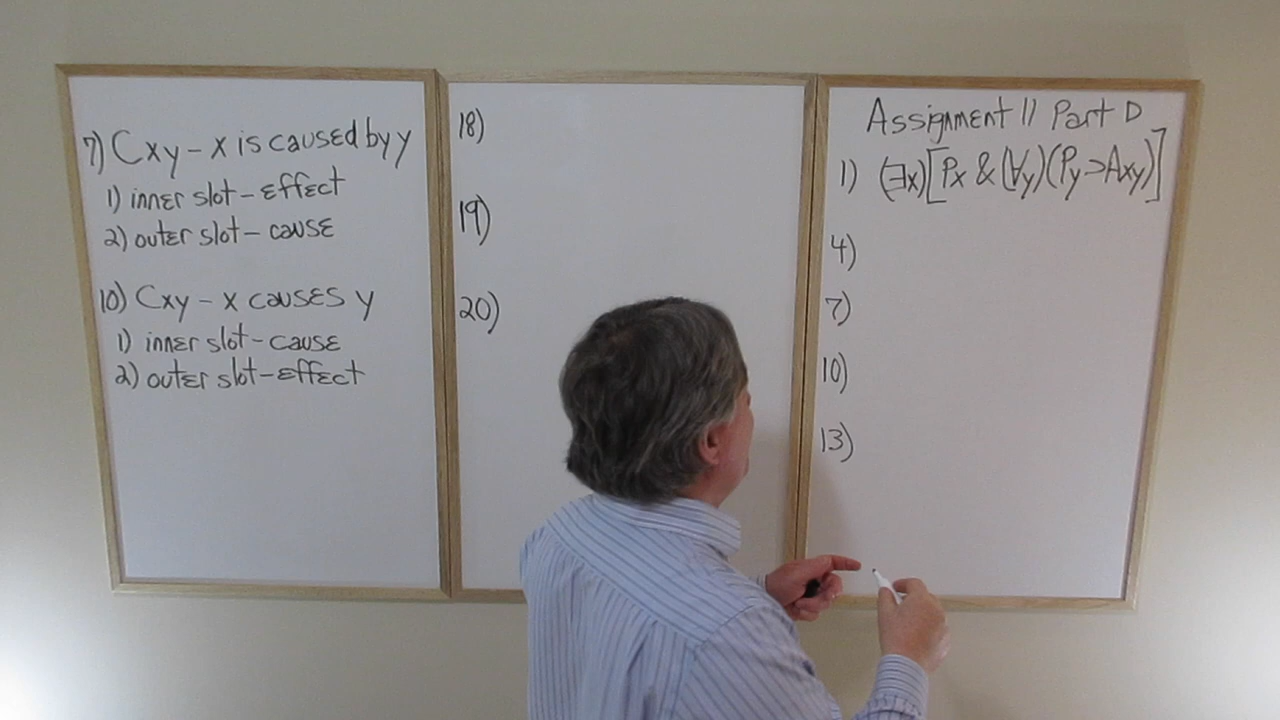 7) Cxy – x is caused by y
1) inner slot – effect
2) outer slot – cause
10) Cxy – x causes y
1) inner slot – cause
2) outer slot – effect
18)
19)
20)
Assignment 11 Part D
1) (∃x)[Px & (∀y)(Py⊃Axy)]
4)
7)
10)
13)